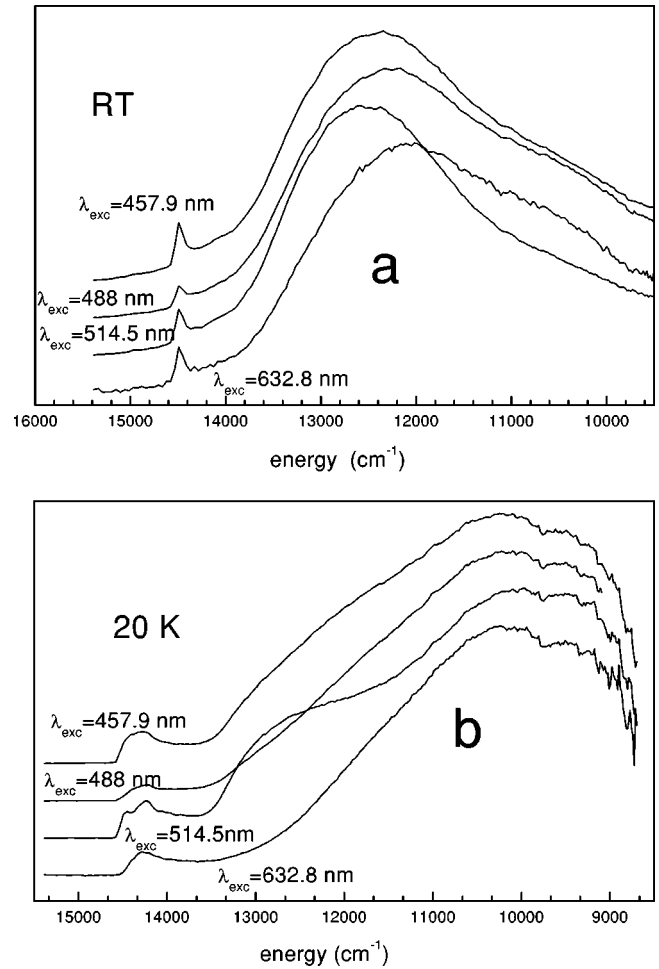 RT
λexc=457.9 nm
a
λexc=488 nm
λexc=514.5 nm
λexc=632.8 nm
16000 15000 14000 13000 12000 11000 10000
energy (cm-1)
20 K
λexc=457.9 nm
b
λexc=488 nm
λexc=514.5nm
λexc=632.8 nm
15000 14000 13000 12000 11000 10000 9000
energy (cm-1)